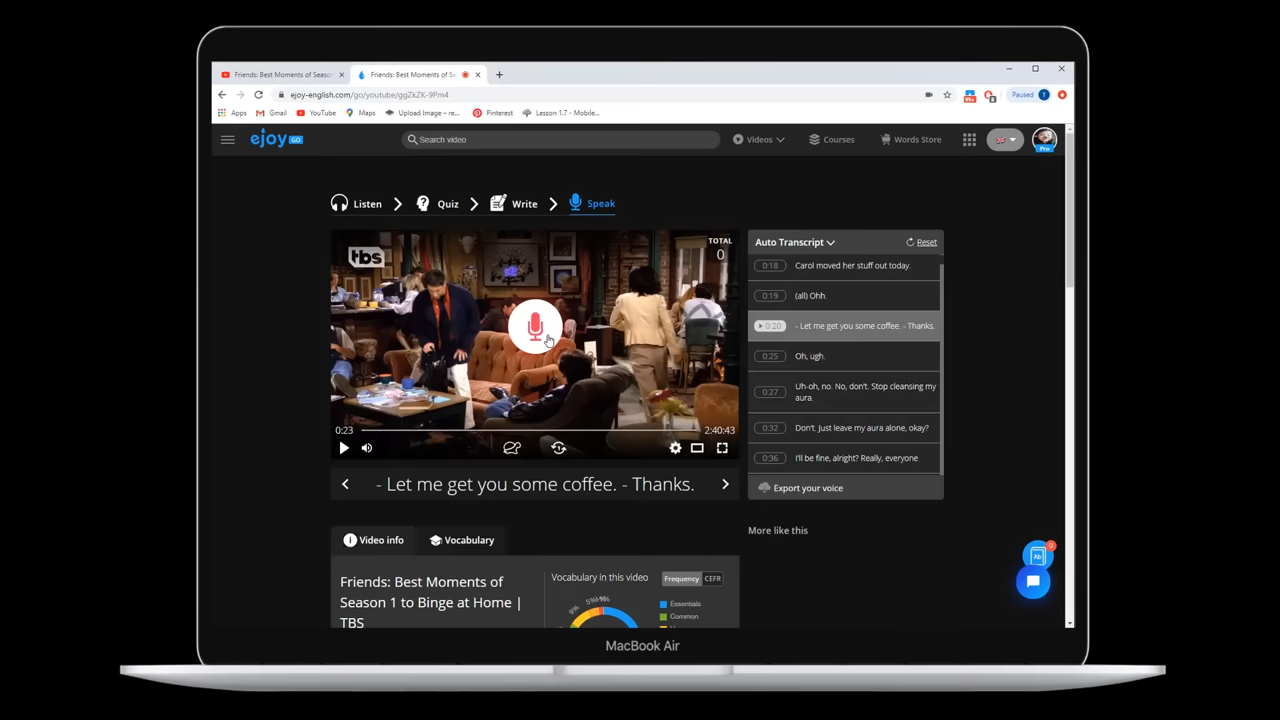 Friends: Best Moments of Season
Friends: Best Moments of Se
ejoy-english.com/go/youtube/ggZkZK-9Pm4
Paused T
Apps Gmail YouTube Maps Upload Image – re... Pinterest Lesson 1.7 - Mobile...
ejoy GO Search video Videos Courses Words Store
Pro
Listen Quiz Write Speak
tbs
TOTAL
0
0:23 2:40:43
- Let me get you some coffee. - Thanks.
Auto Transcript Reset
0:18 Carol moved her stuff out today.
0:19 (all) Ohh.
0:20 - Let me get you some coffee. - Thanks.
0:25 Oh, ugh.
0:27 Uh-oh, no. No, don't. Stop cleansing my
aura.
0:32 Don't. Just leave my aura alone, okay?
0:36 I'll be fine, alright? Really, everyone
Export your voice
More like this
Video info Vocabulary
Friends: Best Moments of
Season 1 to Binge at Home |
TBS
Vocabulary in this video Frequency CEFR
9% 5%
Essentials
Common
Ab
0
MacBook Air